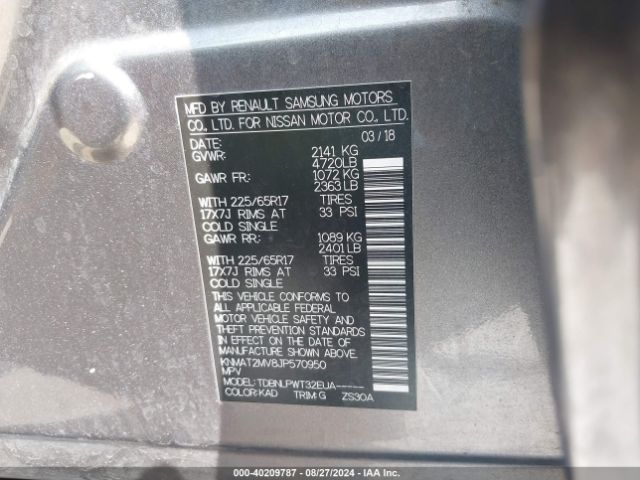 MFD BY RENAULT SAMSUNG MOTORS
CO., LTD. FOR NISSAN MOTOR CO., LTD.
DATE: 03/18
GVWR: 2141 KG
4720LB
GAWR FR: 1072 KG
2363 LB
WITH 225/65R17 TIRES
17X7J RIMS AT 33 PSI
COLD SINGLE
GAWR RR: 1089 KG
2401 LB
WITH 225/65R17 TIRES
17X7J RIMS AT 33 PSI
COLD SINGLE
THIS VEHICLE CONFORMS TO
ALL APPLICABLE FEDERAL
MOTOR VEHICLE SAFETY AND
THEFT PREVENTION STANDARDS
IN EFFECT ON THE DATE OF
MANUFACTURE SHOWN ABOVE.
KNMAT2MV8JP570950
MPV
MODEL: TDBNLPWT32EUA-----
COLOR:KAD TRIM:G ZS30A
000-40209787 - 08/27/2024 - IAA Inc.